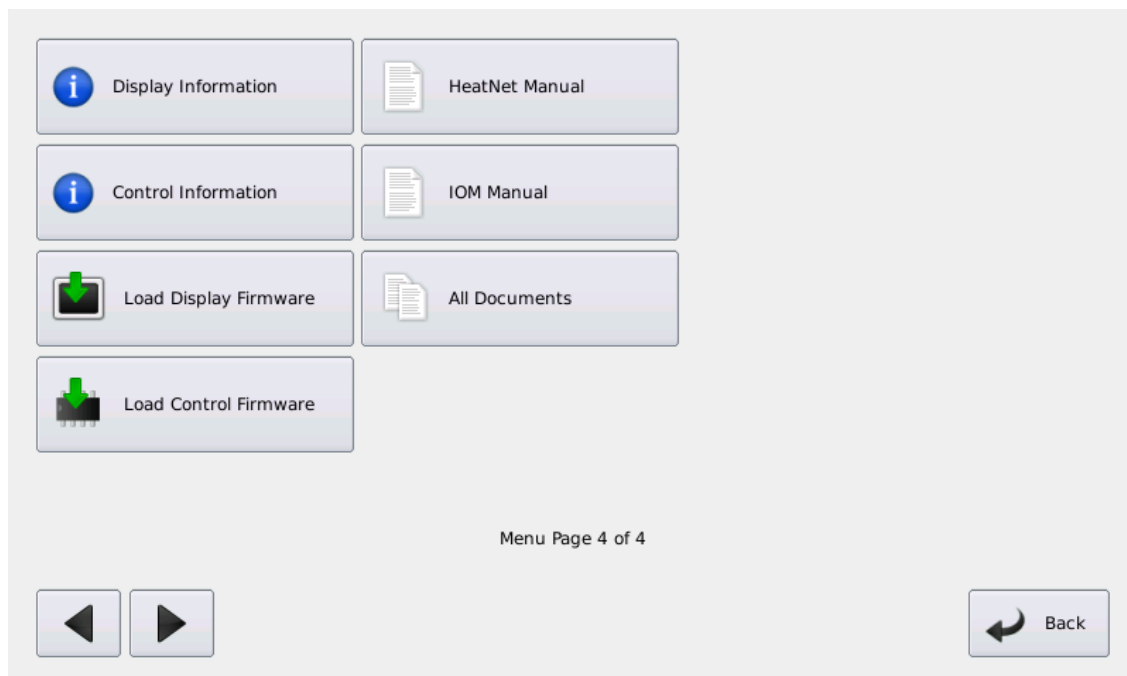 Display Information
HeatNet Manual
Control Information
IOM Manual
Load Display Firmware
All Documents
Load Control Firmware
Menu Page 4 of 4
Back